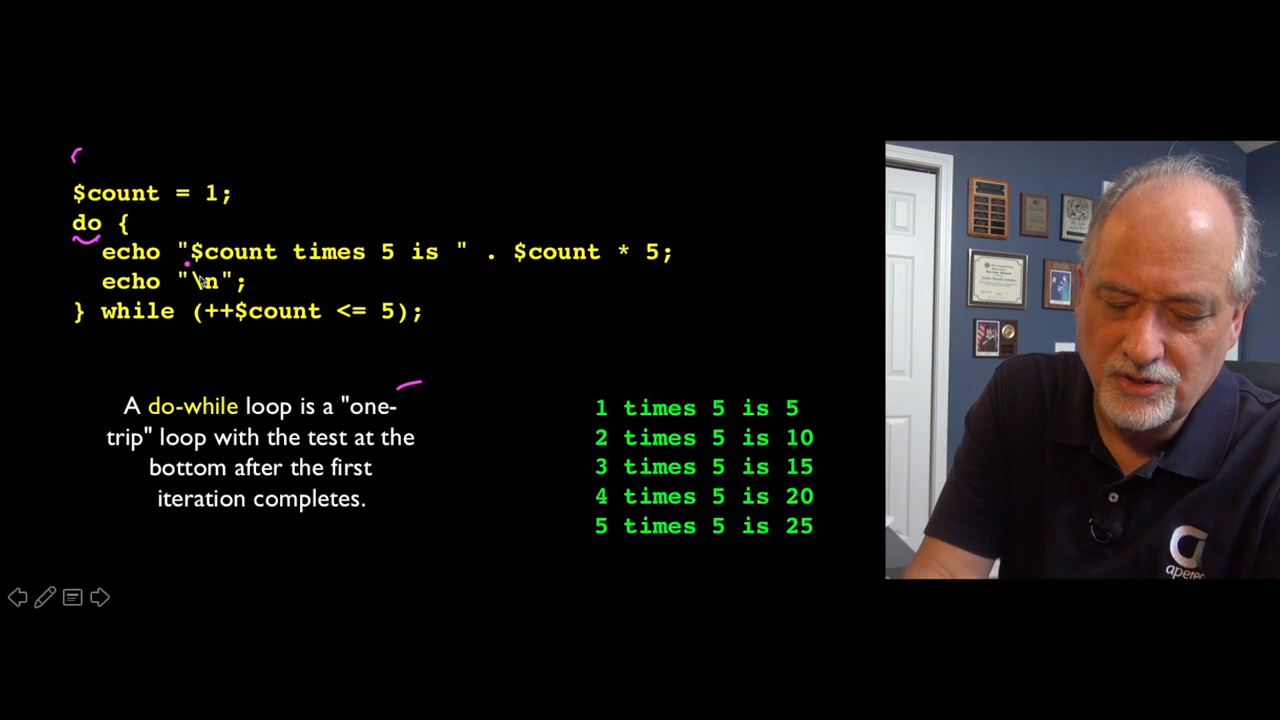 $count = 1;
do {
  echo "$count times 5 is " . $count * 5;
  echo "\n";
} while (++$count <= 5);
A do-while loop is a "one-
trip" loop with the test at the
bottom after the first
iteration completes.
1 times 5 is 5
2 times 5 is 10
3 times 5 is 15
4 times 5 is 20
5 times 5 is 25